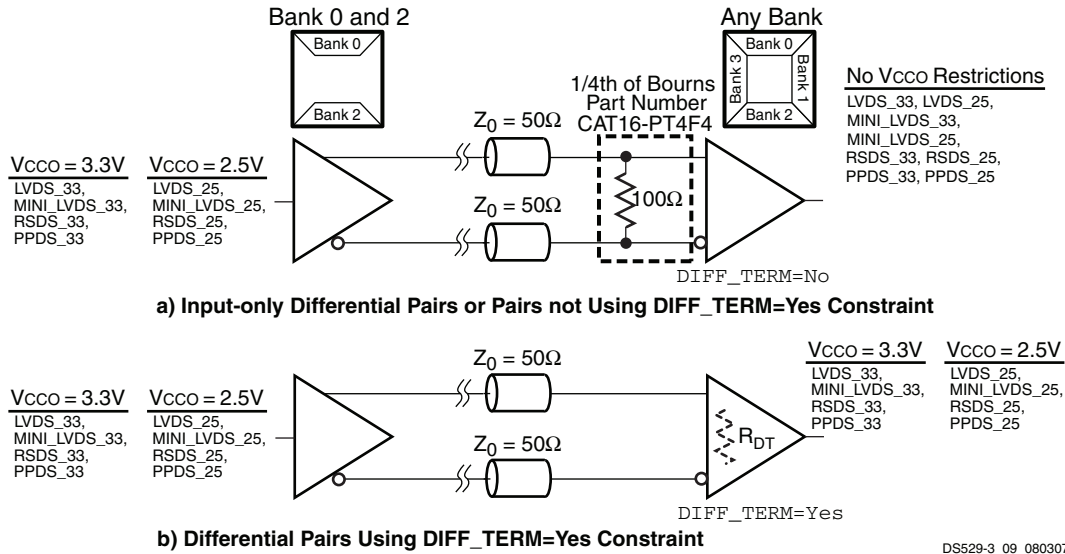 Bank 0 and 2
Any Bank
Bank 0
Bank 2
Bank 0
Bank 3
Bank 1
Bank 2
1/4th of Bourns
Part Number
CAT16-PT4F4
No VCCO Restrictions
LVDS_33, LVDS_25,
MINI_LVDS_33,
MINI_LVDS_25,
RSDS_33, RSDS_25,
PPDS_33, PPDS_25
VCCO = 3.3V
LVDS_33,
MINI_LVDS_33,
RSDS_33,
PPDS_33
VCCO = 2.5V
LVDS_25,
MINI_LVDS_25,
RSDS_25,
PPDS_25
Z0 = 50Ω
Z0 = 50Ω
100Ω
DIFF_TERM=No
a) Input-only Differential Pairs or Pairs not Using DIFF_TERM=Yes Constraint
VCCO = 3.3V
LVDS_33,
MINI_LVDS_33,
RSDS_33,
PPDS_33
VCCO = 2.5V
LVDS_25,
MINI_LVDS_25,
RSDS_25,
PPDS_25
Z0 = 50Ω
Z0 = 50Ω
RDT
DIFF_TERM=Yes
VCCO = 3.3V
LVDS_33,
MINI_LVDS_33,
RSDS_33,
PPDS_33
VCCO = 2.5V
LVDS_25,
MINI_LVDS_25,
RSDS_25,
PPDS_25
b) Differential Pairs Using DIFF_TERM=Yes Constraint
DS529-3_09_080307